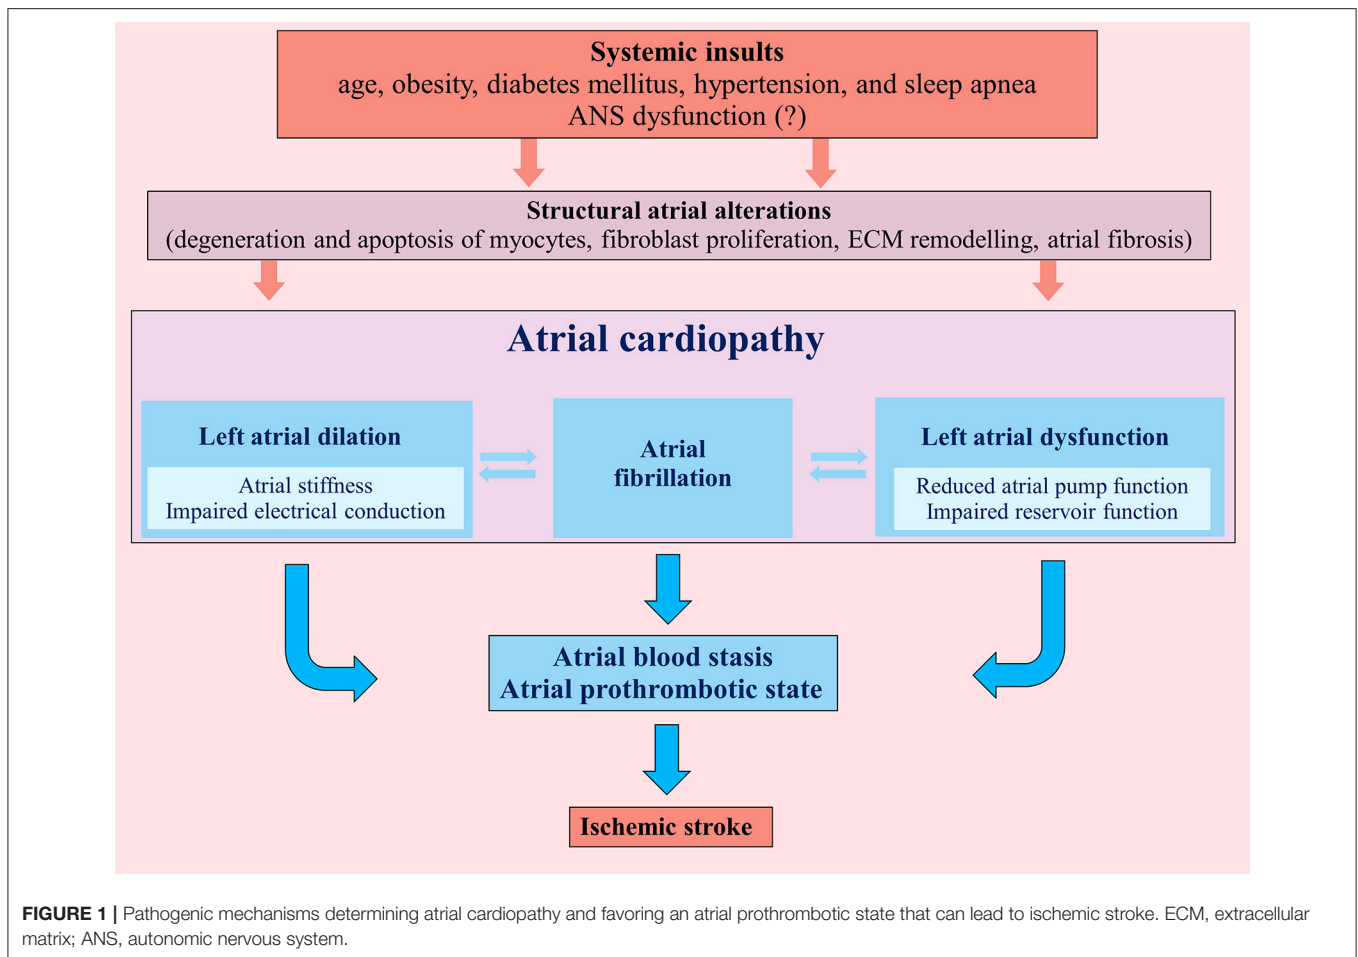 Systemic insults
age, obesity, diabetes mellitus, hypertension, and sleep apnea
ANS dysfunction (?)
Structural atrial alterations
(degeneration and apoptosis of myocytes, fibroblast proliferation, ECM remodelling, atrial fibrosis)
Atrial cardiopathy
Left atrial dilation
Atrial stiffness
Impaired electrical conduction
Atrial
fibrillation
Left atrial dysfunction
Reduced atrial pump function
Impaired reservoir function
Atrial blood stasis
Atrial prothrombotic state
Ischemic stroke
FIGURE 1 | Pathogenic mechanisms determining atrial cardiopathy and favoring an atrial prothrombotic state that can lead to ischemic stroke. ECM, extracellular
matrix; ANS, autonomic nervous system.